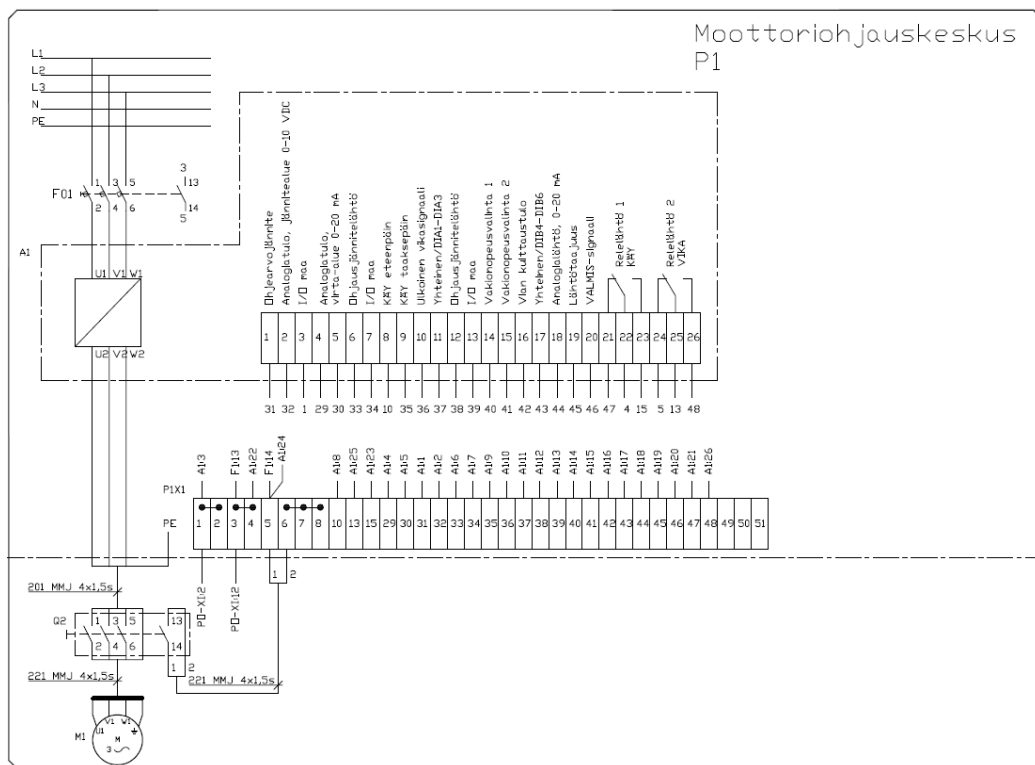 Moottoriohjauskeskus
P1
L1
L2
L3
N
PE
F01
1 3 5
2 4 6
3
13
14
5
A1
U1 V1 W1
U2 V2 W2
Ohjearvojännite
Analogiatulo, jännitealue 0-10 VDC
I/O maa
Analogiatulo,
virta-alue 0-20 mA
Ohjausjännitelähtö
I/O maa
KÄY eteenpäin
KÄY taaksepäin
Ulkoinen vikasignaali
Yhteinen/DIA1-DIA3
Ohjausjännitelähtö
I/O maa
Vakionopeusvalinta 1
Vakionopeusvalinta 2
Vian kuittaustulo
Yhteinen/DIB4-DIB6
Analogialähtö, 0-20 mA
Lähtötaajuus
VALMIS-signaali
Relelähtö 1
KÄY
Relelähtö 2
VIKA
1 2 3 4 5 6 7 8 9 10 11 12 13 14 15 16 17 18 19 20 21 22 23 24 25 26
31 32 1 29 30 33 34 10 35 36 37 38 39 40 41 42 43 44 45 46 47 4 15 5 13 48
A1:3 F1:13 A1:22 F1:14 A1:24 A1:8 A1:25 A1:23 A1:4 A1:5 A1:1 A1:2 A1:6 A1:7 A1:9 A1:10 A1:11 A1:12 A1:13 A1:14 A1:15 A1:16 A1:17 A1:18 A1:19 A1:20 A1:21 A1:26
P1X1
PE
1 2 3 4 5 6 7 8 10 13 15 29 30 31 32 33 34 35 36 37 38 39 40 41 42 43 44 45 46 47 48 49 50 51
PO-X1:2
PO-X1:12
1 2
201 MMJ 4x1,5s
Q2
1 3 5
2 4 6
13
14
1 2
221 MMJ 4x1,5s
221 MMJ 4x1,5s
M1
U1 V1 W1
M
3